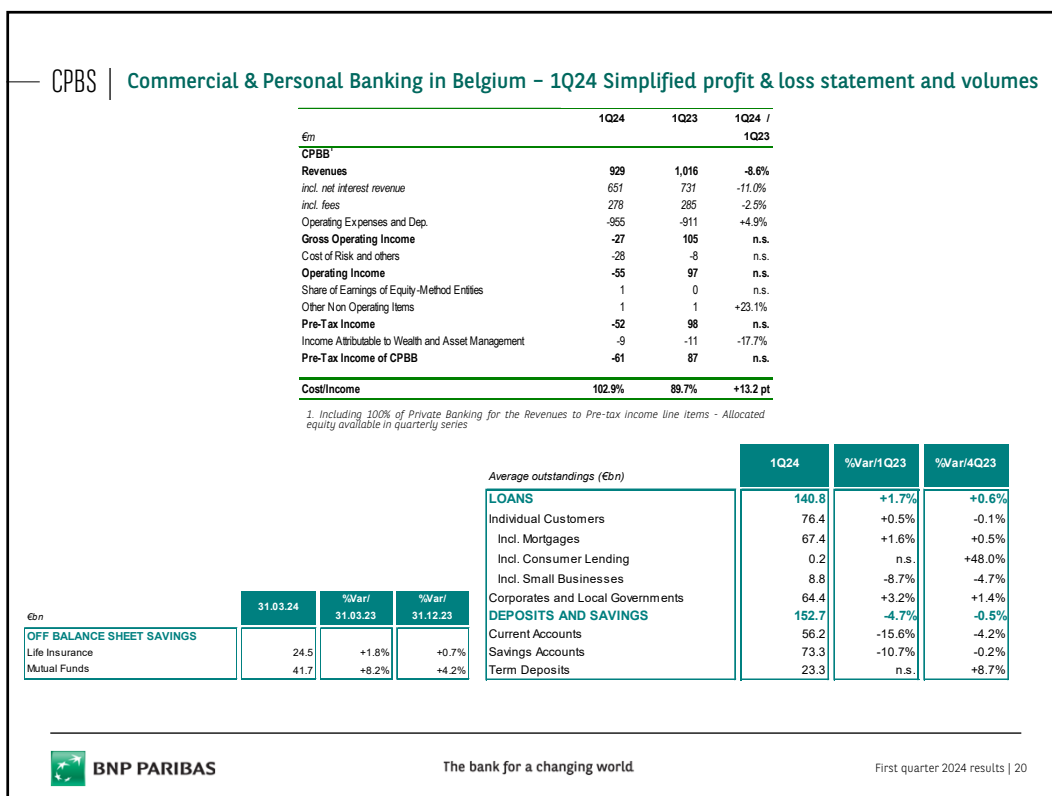 CPBS | Commercial & Personal Banking in Belgium – 1Q24 Simplified profit & loss statement and volumes
1Q24 1Q23 1Q24 /
€m 1Q23
CPBB¹
Revenues 929 1,016 -8.6%
incl. net interest revenue 651 731 -11.0%
incl. fees 278 285 -2.5%
Operating Expenses and Dep. -955 -911 +4.9%
Gross Operating Income -27 105 n.s.
Cost of Risk and others -28 -8 n.s.
Operating Income -55 97 n.s.
Share of Earnings of Equity-Method Entities 1 0 n.s.
Other Non Operating Items 1 1 +23.1%
Pre-Tax Income -52 98 n.s.
Income Attributable to Wealth and Asset Management -9 -11 -17.7%
Pre-Tax Income of CPBB -61 87 n.s.
Cost/Income 102.9% 89.7% +13.2 pt
1. Including 100% of Private Banking for the Revenues to Pre-tax income line items - Allocated
equity available in quarterly series
Average outstandings (€bn) 1Q24 %Var/1Q23 %Var/4Q23
LOANS 140.8 +1.7% +0.6%
Individual Customers 76.4 +0.5% -0.1%
Incl. Mortgages 67.4 +1.6% +0.5%
Incl. Consumer Lending 0.2 n.s. +48.0%
Incl. Small Businesses 8.8 -8.7% -4.7%
Corporates and Local Governments 64.4 +3.2% +1.4%
DEPOSITS AND SAVINGS 152.7 -4.7% -0.5%
Current Accounts 56.2 -15.6% -4.2%
Savings Accounts 73.3 -10.7% -0.2%
Term Deposits 23.3 n.s. +8.7%
31.03.24 %Var/ %Var/
€bn 31.03.23 31.12.23
OFF BALANCE SHEET SAVINGS
Life Insurance 24.5 +1.8% +0.7%
Mutual Funds 41.7 +8.2% +4.2%
BNP PARIBAS
The bank for a changing world
First quarter 2024 results | 20